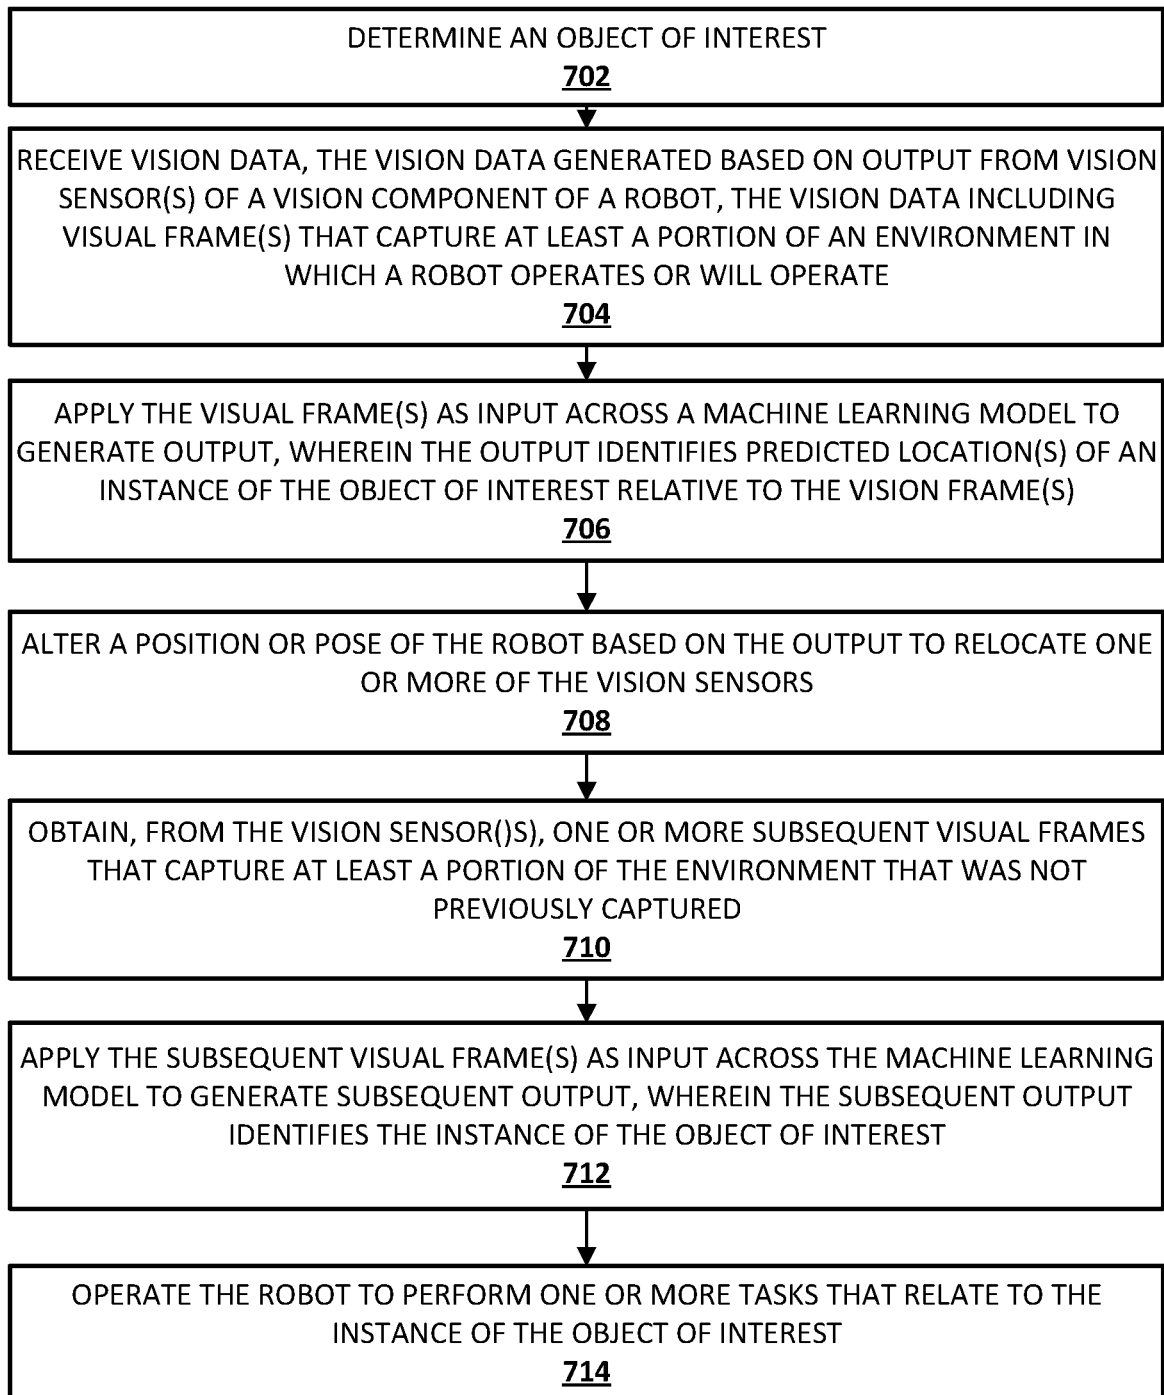 DETERMINE AN OBJECT OF INTEREST
702
RECEIVE VISION DATA, THE VISION DATA GENERATED BASED ON OUTPUT FROM VISION
SENSOR(S) OF A VISION COMPONENT OF A ROBOT, THE VISION DATA INCLUDING
VISUAL FRAME(S) THAT CAPTURE AT LEAST A PORTION OF AN ENVIRONMENT IN
WHICH A ROBOT OPERATES OR WILL OPERATE
704
APPLY THE VISUAL FRAME(S) AS INPUT ACROSS A MACHINE LEARNING MODEL TO
GENERATE OUTPUT, WHEREIN THE OUTPUT IDENTIFIES PREDICTED LOCATION(S) OF AN
INSTANCE OF THE OBJECT OF INTEREST RELATIVE TO THE VISION FRAME(S)
706
ALTER A POSITION OR POSE OF THE ROBOT BASED ON THE OUTPUT TO RELOCATE ONE
OR MORE OF THE VISION SENSORS
708
OBTAIN, FROM THE VISION SENSOR()S), ONE OR MORE SUBSEQUENT VISUAL FRAMES
THAT CAPTURE AT LEAST A PORTION OF THE ENVIRONMENT THAT WAS NOT
PREVIOUSLY CAPTURED
710
APPLY THE SUBSEQUENT VISUAL FRAME(S) AS INPUT ACROSS THE MACHINE LEARNING
MODEL TO GENERATE SUBSEQUENT OUTPUT, WHEREIN THE SUBSEQUENT OUTPUT
IDENTIFIES THE INSTANCE OF THE OBJECT OF INTEREST
712
OPERATE THE ROBOT TO PERFORM ONE OR MORE TASKS THAT RELATE TO THE
INSTANCE OF THE OBJECT OF INTEREST
714